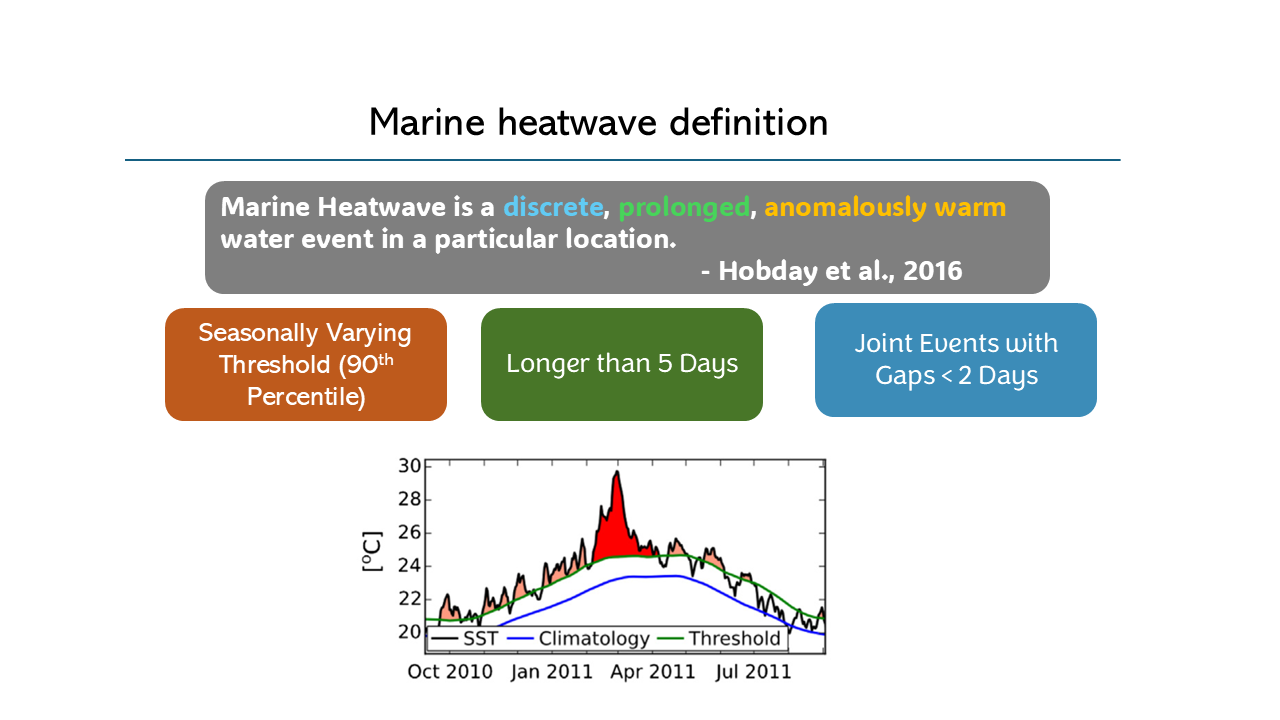 Marine heatwave definition
Marine Heatwave is a discrete, prolonged, anomalously warm
water event in a particular location.
- Hobday et al., 2016
Seasonally Varying
Threshold (90th
Percentile)
Longer than 5 Days
Joint Events with
Gaps < 2 Days
30
28
26
24
22
20
[°C]
SST Climatology Threshold
Oct 2010 Jan 2011 Apr 2011 Jul 2011